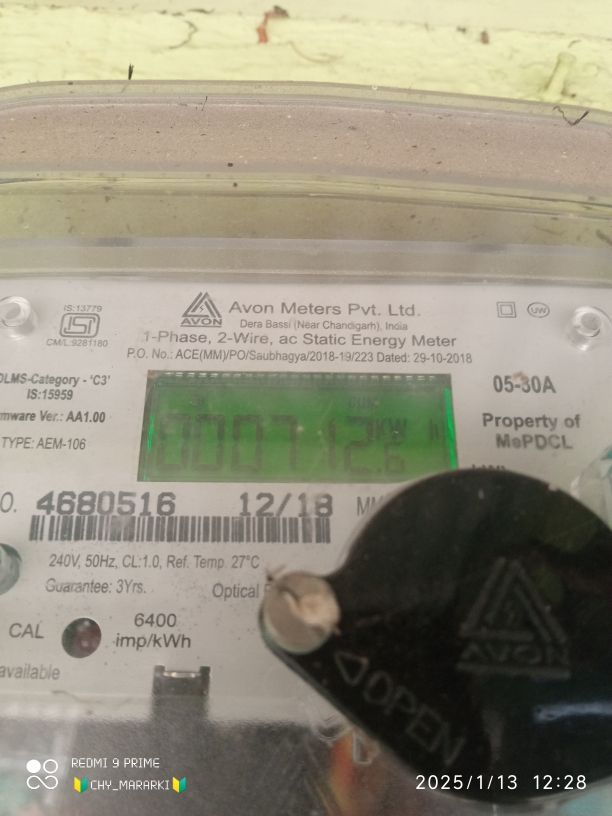 IS:13779
ISI
CM/L:9281180
AVON
Avon Meters Pvt. Ltd.
Dera Bassi (Near Chandigarh), India
1-Phase, 2-Wire, ac Static Energy Meter
P.O. No.: ACE(MM)/PO/Saubhagya/2018-19/223 Dated: 29-10-2018
UW
DLMS-Category - 'C3'
IS:15959
Ver.: AA1.00
TYPE: AEM-106
CUM
000712.6 KW h
05-30A
Property of
MePDCL
4680516 12/18
240V, 50Hz, CL:1.0, Ref. Temp. 27°C
Guarantee: 3Yrs. Optical
CAL 6400
imp/kWh
available
AVON
OPEN
REDMI 9 PRIME
CHY_MARARKI
2025/1/13 12:28